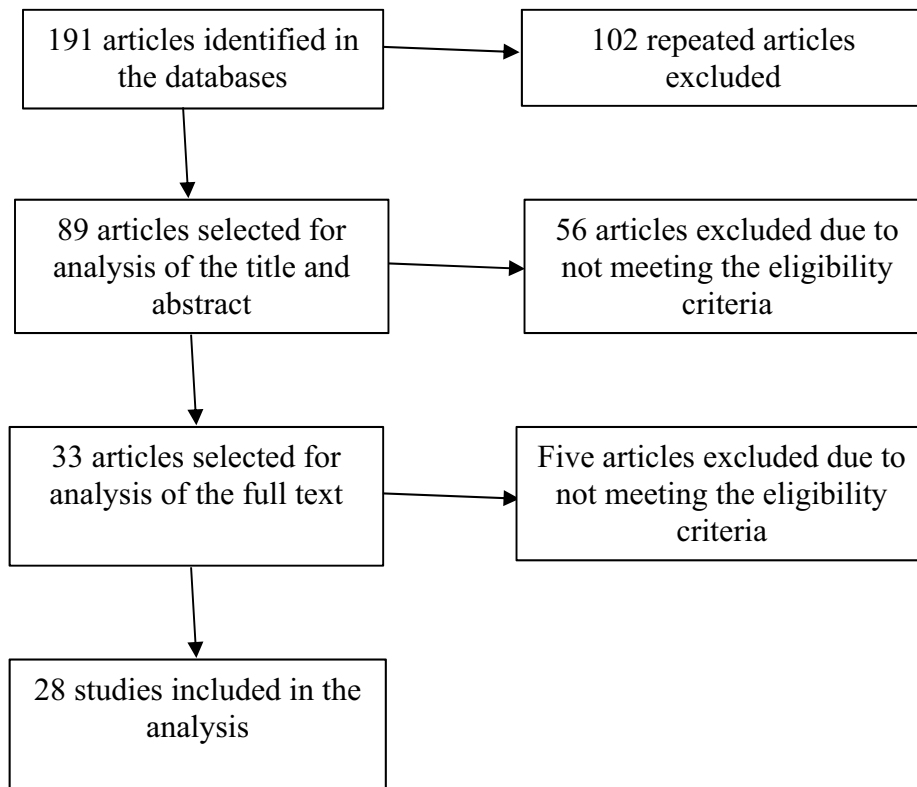 191 articles identified in
the databases
102 repeated articles
excluded
89 articles selected for
analysis of the title and
abstract
56 articles excluded due to
not meeting the eligibility
criteria
33 articles selected for
analysis of the full text
Five articles excluded due to
not meeting the eligibility
criteria
28 studies included in the
analysis